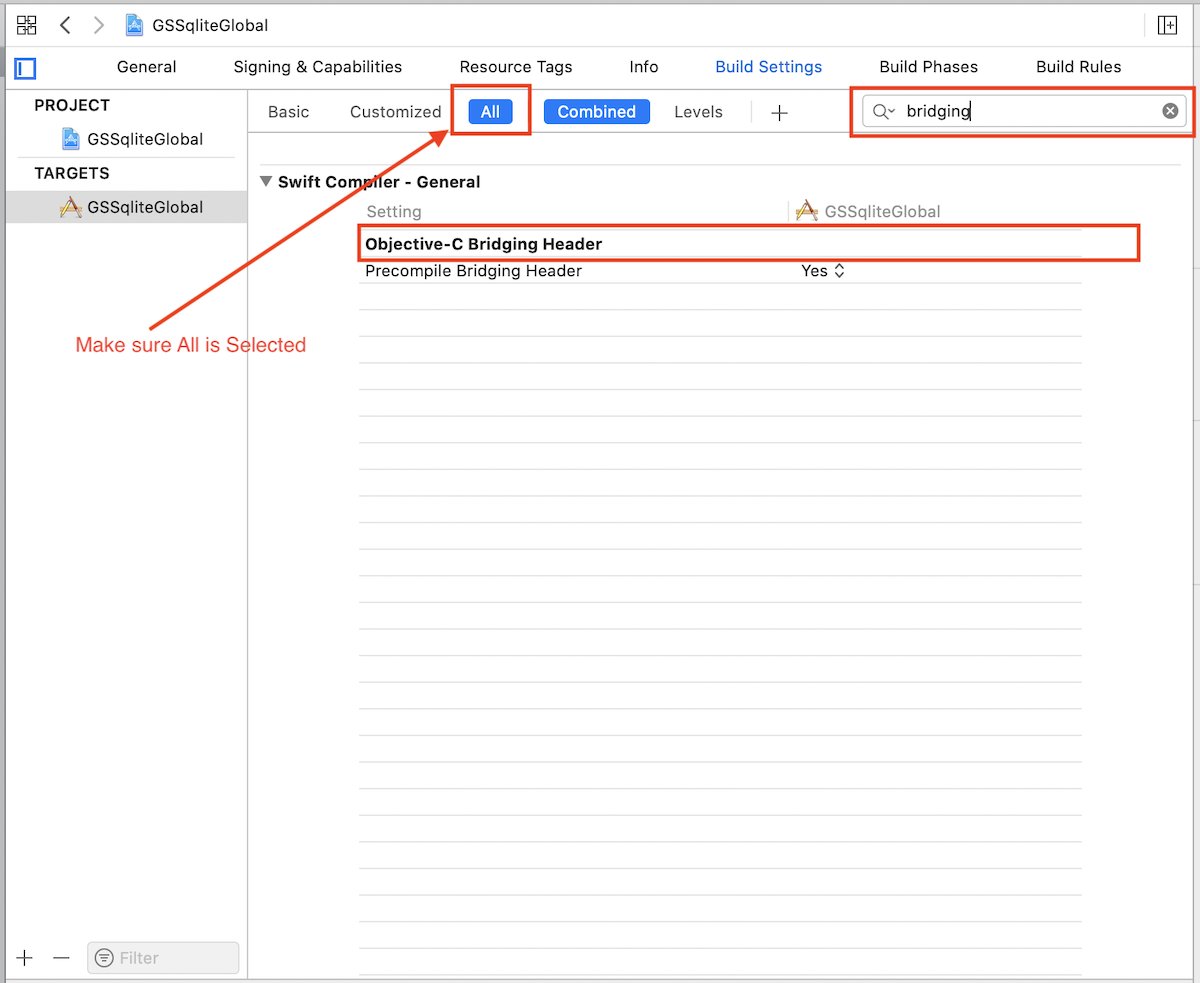 GSSqliteGlobal
General Signing & Capabilities Resource Tags Info Build Settings Build Phases Build Rules
PROJECT
GSSqliteGlobal
TARGETS
GSSqliteGlobal
Basic Customized All Combined Levels bridging
Swift Compiler - General
Setting GSSqliteGlobal
Objective-C Bridging Header
Precompile Bridging Header Yes
Make sure All is Selected
Filter